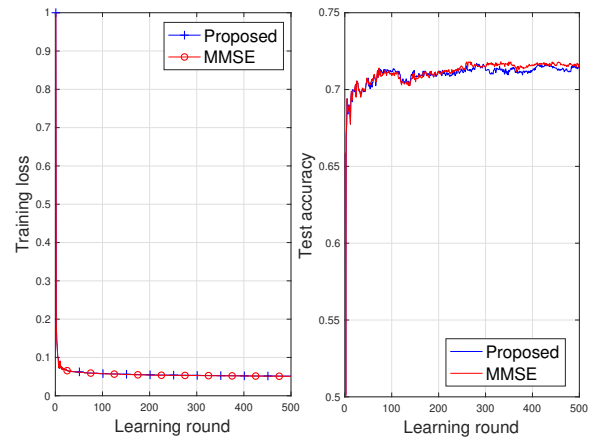 1
0.9
0.8
0.7
0.6
0.5
0.4
0.3
0.2
0.1
0
0 100 200 300 400 500
Training loss
Learning round
Proposed
MMSE
0.75
0.7
0.65
0.6
0.55
0.5
0 100 200 300 400 500
Test accuracy
Learning round
Proposed
MMSE